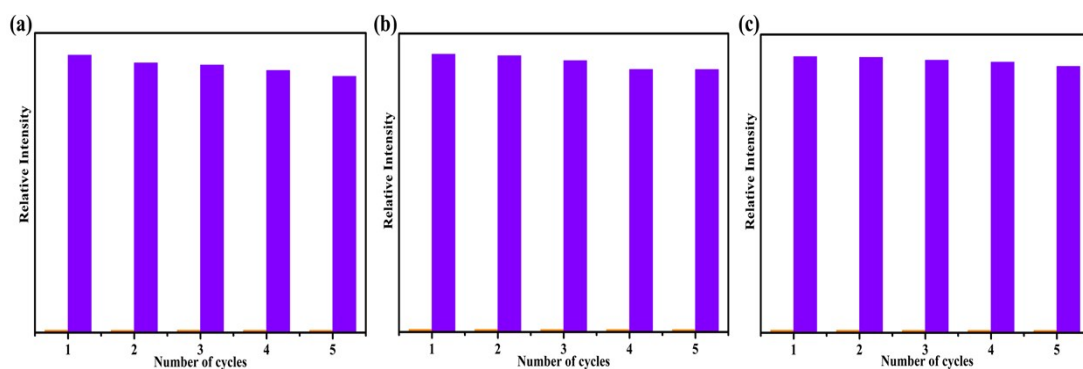 (a)
Relative Intensity
1 2 3 4 5
Number of cycles
(b)
Relative Intensity
1 2 3 4 5
Number of cycles
(c)
Relative Intensity
1 2 3 4 5
Number of cycles